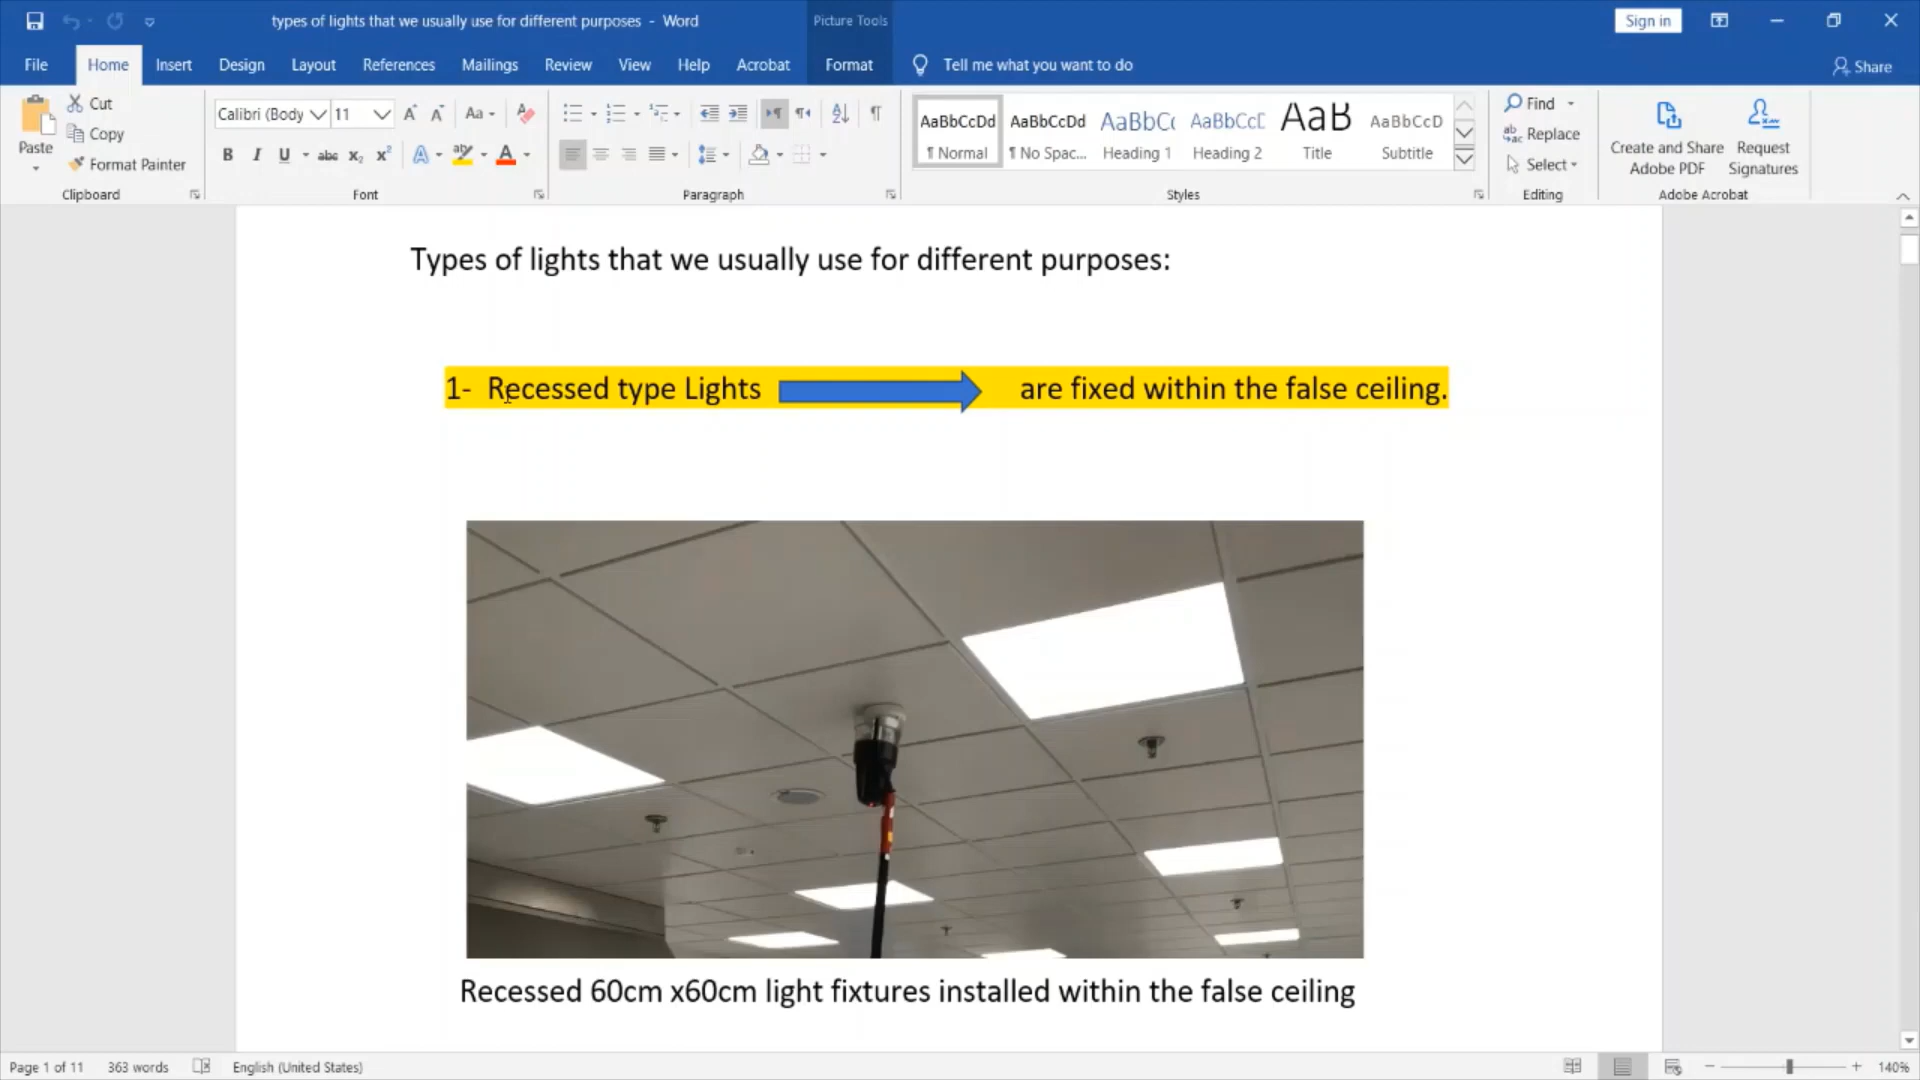 types of lights that we usually use for different purposes - Word
Picture Tools
Sign in
File Home Insert Design Layout References Mailings Review View Help Acrobat Format Tell me what you want to do Share
Paste
Cut
Copy
Format Painter
Clipboard
Calibri (Body 11
Font
Paragraph
AaBbCcDd AaBbCcDd AaBbCc AaBbCcC AaB AaBbCcD
¶ Normal ¶ No Spac... Heading 1 Heading 2 Title Subtitle
Styles
Find
Replace
Select
Editing
Create and Share Adobe PDF
Request Signatures
Adobe Acrobat
Types of lights that we usually use for different purposes:
1- Recessed type Lights are fixed within the false ceiling.
Recessed 60cm x60cm light fixtures installed within the false ceiling
Page 1 of 11 363 words English (United States) 140%